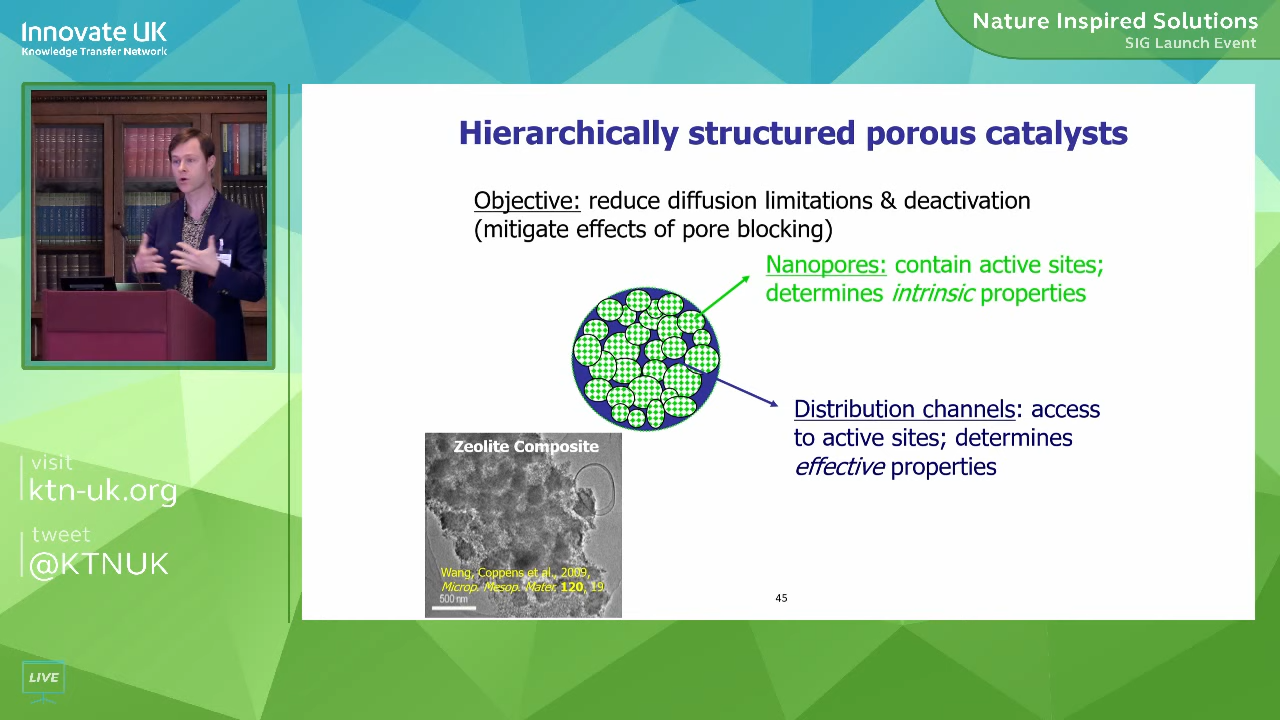 Innovate UK
Knowledge Transfer Network
Nature Inspired Solutions
SIG Launch Event
Hierarchically structured porous catalysts
Objective: reduce diffusion limitations & deactivation
(mitigate effects of pore blocking)
Nanopores: contain active sites;
determines intrinsic properties
Distribution channels: access
to active sites; determines
effective properties
Zeolite Composite
Wang, Coppens et al., 2009,
Microp. Mesop. Mater. 120, 19
500 nm
45
visit
ktn-uk.org
tweet
@KTNUK
LIVE